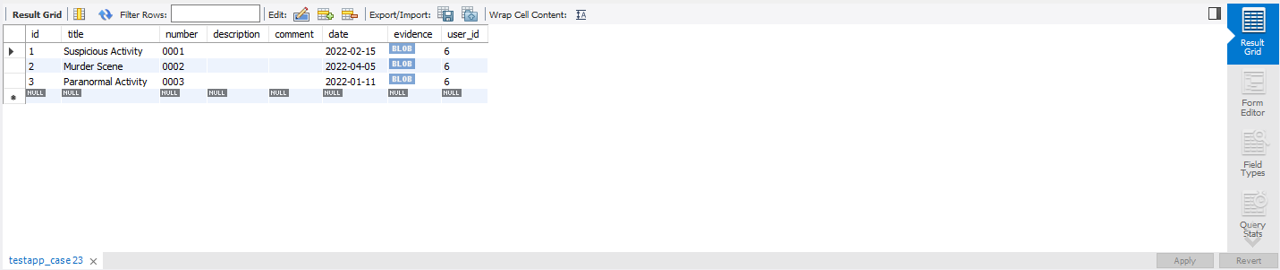 Result Grid Filter Rows: Edit: Export/Import: Wrap Cell Content: IA
id title number description comment date evidence user_id
1 Suspicious Activity 0001 2022-02-15 BLOB 6
2 Murder Scene 0002 2022-04-05 BLOB 6
3 Paranormal Activity 0003 2022-01-11 BLOB 6
NULL NULL NULL NULL NULL NULL NULL NULL
Result
Grid
Form
Editor
Field
Types
Query
Stats
testapp_case 23 Apply Revert